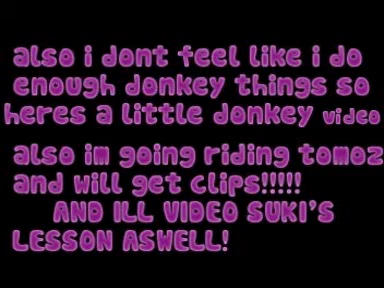 also i dont feel like i do
enough donkey things so
heres a little donkey video
also im going riding tomoz
and will get clips!!!!!
AND ILL VIDEO SUKI'S
LESSON ASWELL!